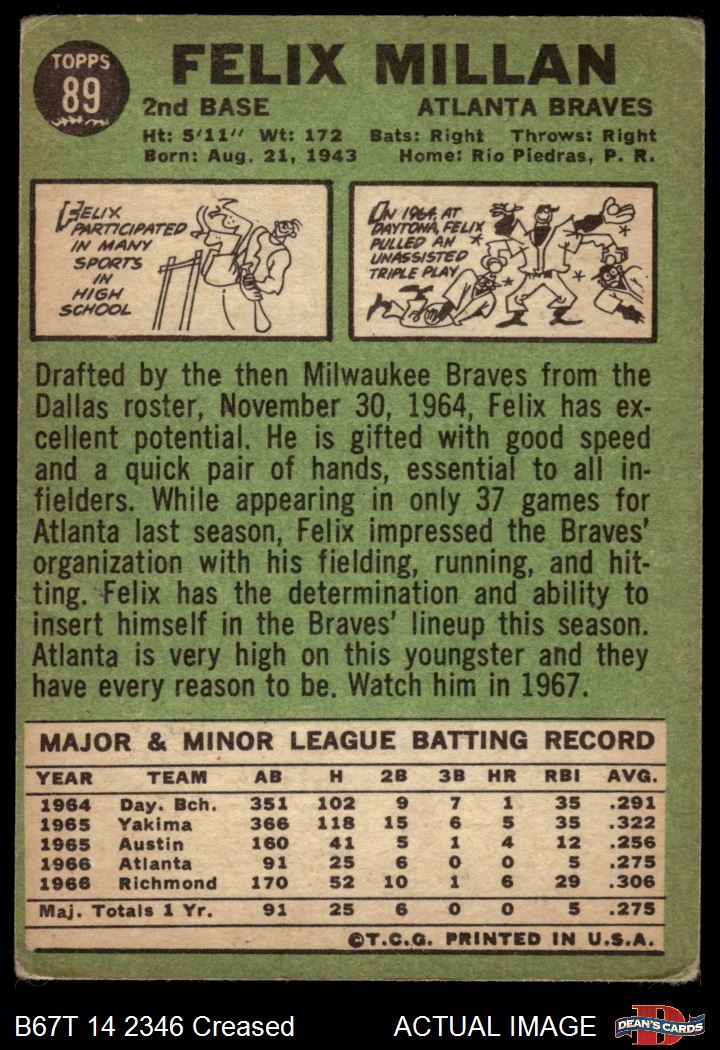 TOPPS
89
FELIX MILLAN
2nd BASE ATLANTA BRAVES
Ht: 5'11" Wt: 172 Bats: Right Throws: Right
Born: Aug. 21, 1943 Home: Rio Piedras, P. R.
FELIX
PARTICIPATED
IN MANY
SPORTS
IN
HIGH
SCHOOL
IN 1964, AT
DAYTONA, FELIX
PULLED AN
UNASSISTED
TRIPLE PLAY
Drafted by the then Milwaukee Braves from the
Dallas roster, November 30, 1964, Felix has ex-
cellent potential. He is gifted with good speed
and a quick pair of hands, essential to all in-
fielders. While appearing in only 37 games for
Atlanta last season, Felix impressed the Braves'
organization with his fielding, running, and hit-
ting. Felix has the determination and ability to
insert himself in the Braves' lineup this season.
Atlanta is very high on this youngster and they
have every reason to be. Watch him in 1967.
MAJOR & MINOR LEAGUE BATTING RECORD
YEAR TEAM AB H 2B 3B HR RBI AVG.
1964 Day. Bch. 351 102 9 7 1 35 .291
1965 Yakima 366 118 15 6 5 35 .322
1965 Austin 160 41 5 1 4 12 .256
1966 Atlanta 91 25 6 0 0 5 .275
1966 Richmond 170 52 10 1 6 29 .306
Maj. Totals 1 Yr. 91 25 6 0 0 5 .275
©T.C.G. PRINTED IN U.S.A.
B67T 14 2346 Creased ACTUAL IMAGE
D
DEAN'S CARDS